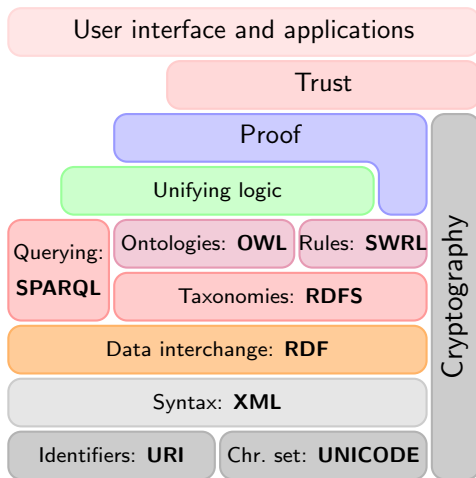 User interface and applications
Trust
Proof
Unifying logic
Querying:
SPARQL
Ontologies: OWL
Rules: SWRL
Taxonomies: RDFS
Data interchange: RDF
Syntax: XML
Identifiers: URI
Chr. set: UNICODE
Cryptography